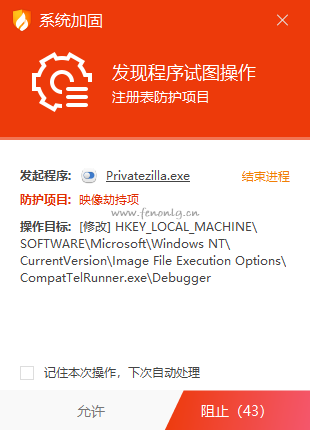 系统加固
发现程序试图操作
注册表防护项目
发起程序: Privatezilla.exe 结束进程
防护项目: 映像劫持项
www.fenonlg.cn
操作目标: [修改] HKEY_LOCAL_MACHINE\
SOFTWARE\Microsoft\Windows NT\
CurrentVersion\Image File Execution Options\
CompatTelRunner.exe\Debugger
记住本次操作，下次自动处理
允许 阻止（43）